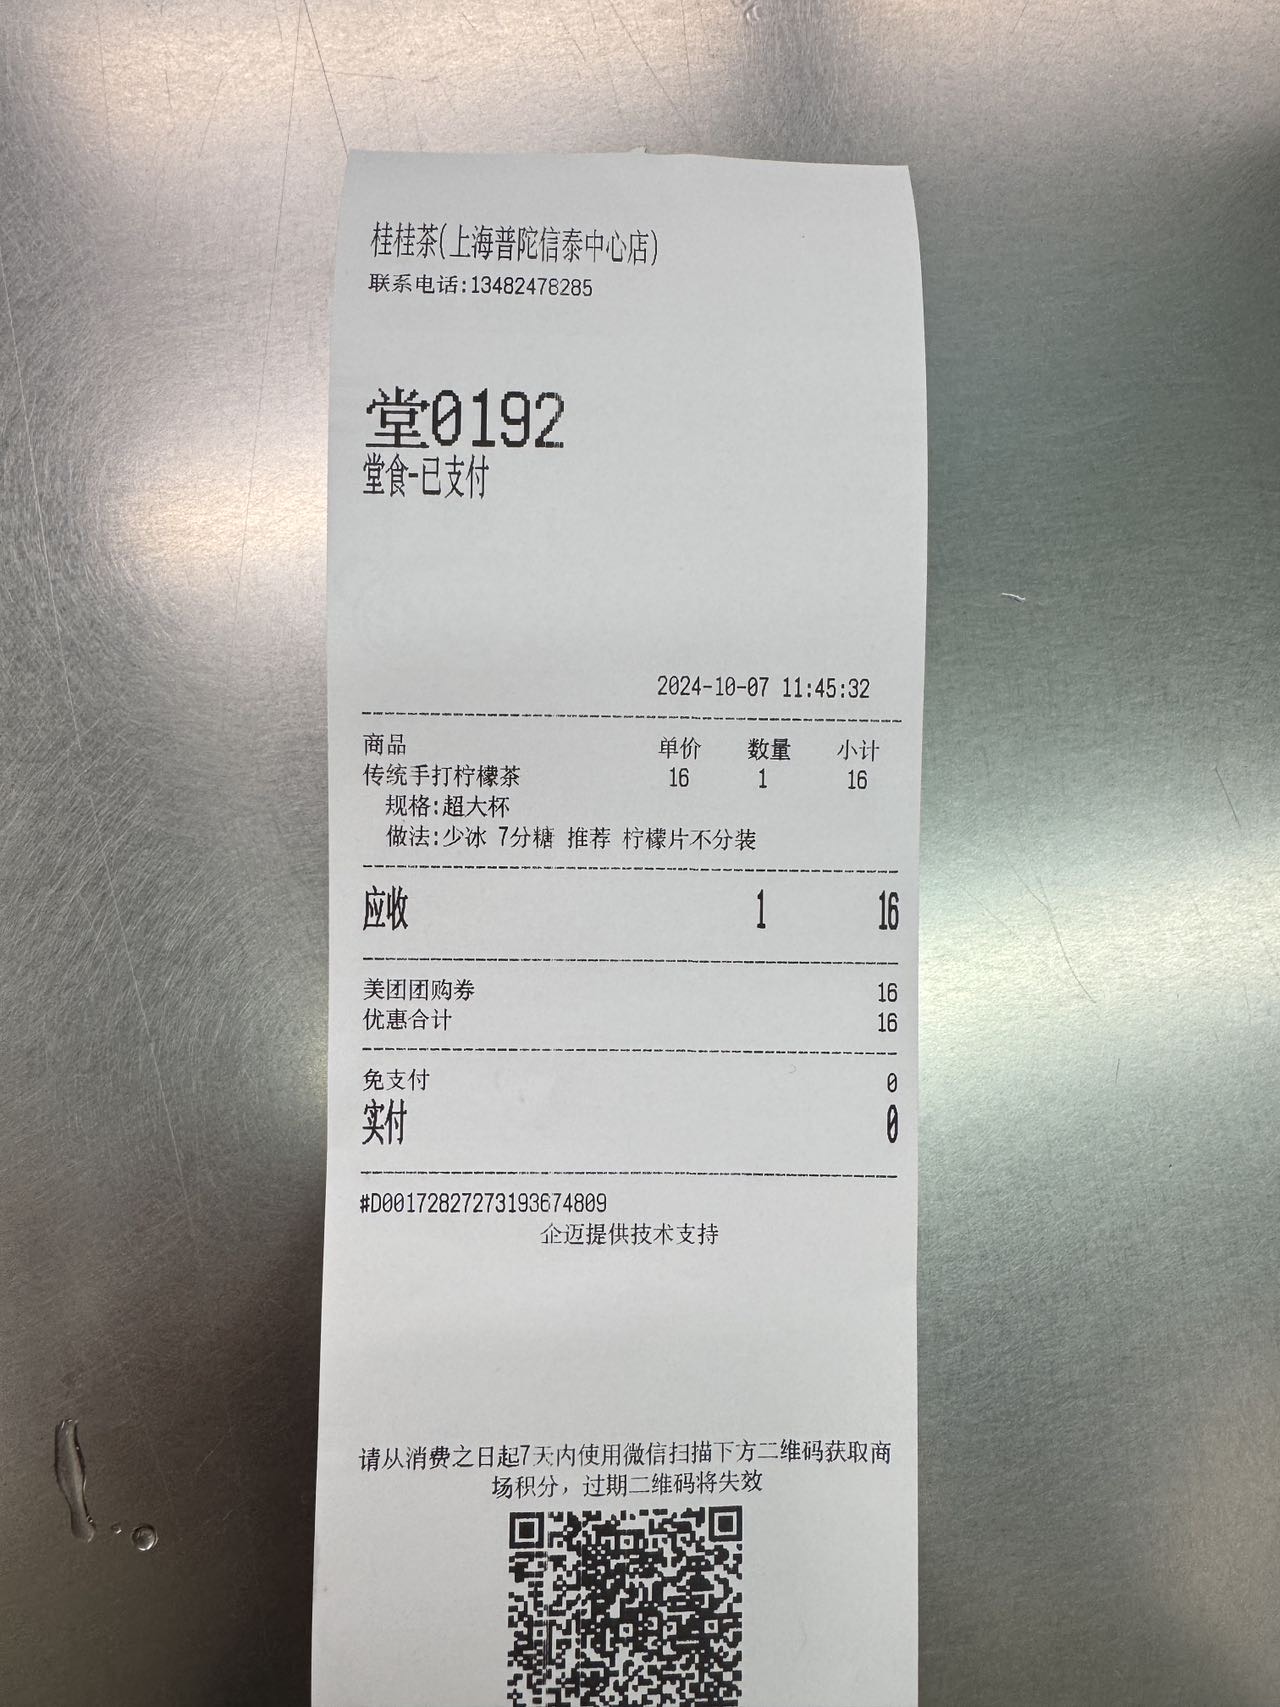 桂桂茶(上海普陀信泰中心店)
联系电话:13482478285
堂0192
堂食-已支付
2024-10-07 11:45:32
商品 单价 数量 小计
传统手打柠檬茶 16 1 16
规格:超大杯
做法:少冰 7分糖 推荐 柠檬片不分装
应收 1 16
美团团购券 16
优惠合计 16
免支付 0
实付 0
#D00172827273193674809
企迈提供技术支持
请从消费之日起7天内使用微信扫描下方二维码获取商
场积分，过期二维码将失效